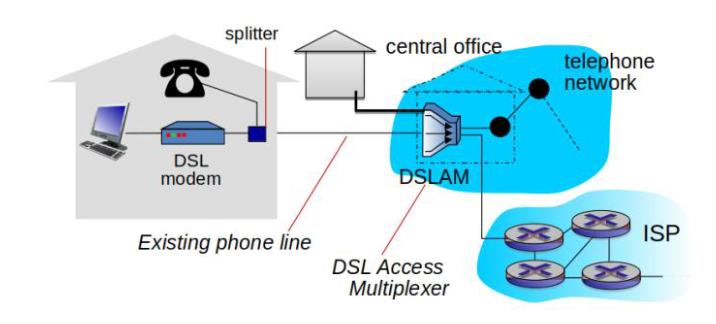 splitter
central office
telephone
network
DSL
modem
DSLAM
Existing phone line
DSL Access
Multiplexer
ISP